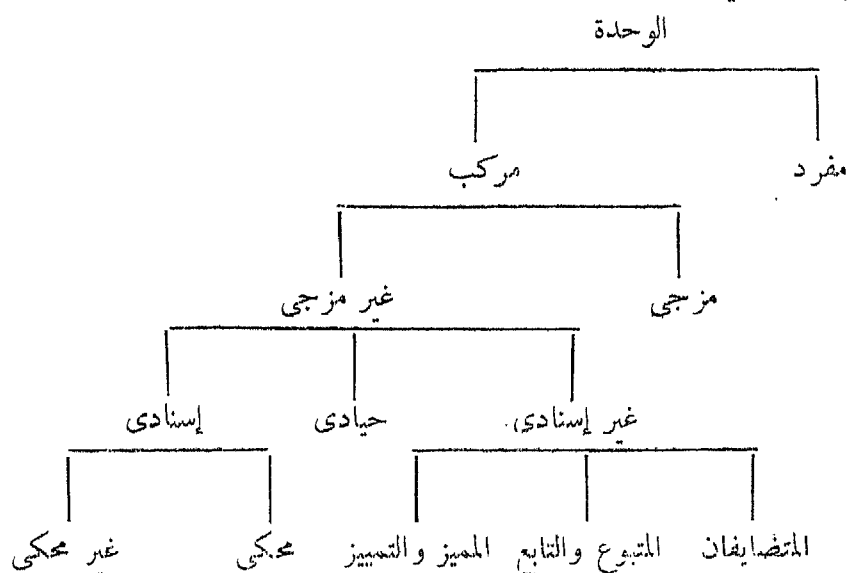 الوحدة
مفرد مركب
مزجى غير مزجى
غير إسنادى حيادى إسنادى
المتضايفان المتبوع والتابع المميز والتمييز محكى غير محكى